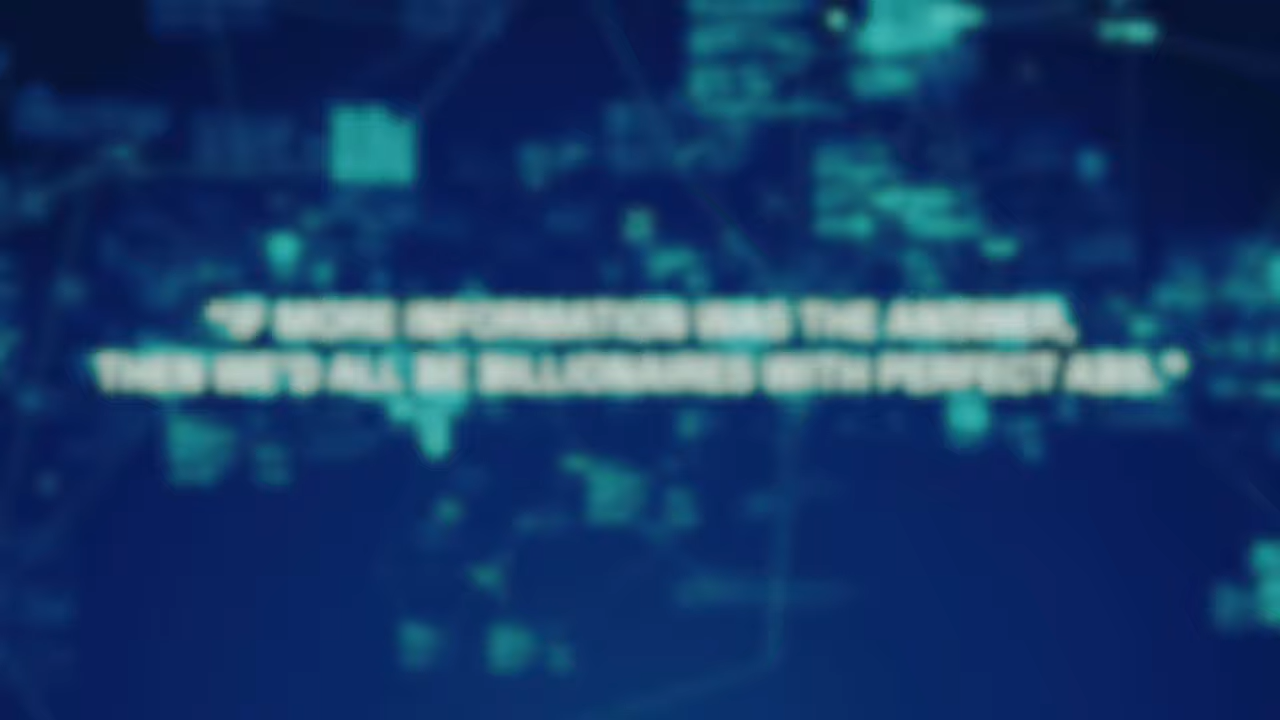 "IF MORE INFORMATION WAS THE ANSWER,
THEN WE'D ALL BE BILLIONAIRES WITH PERFECT ABS."